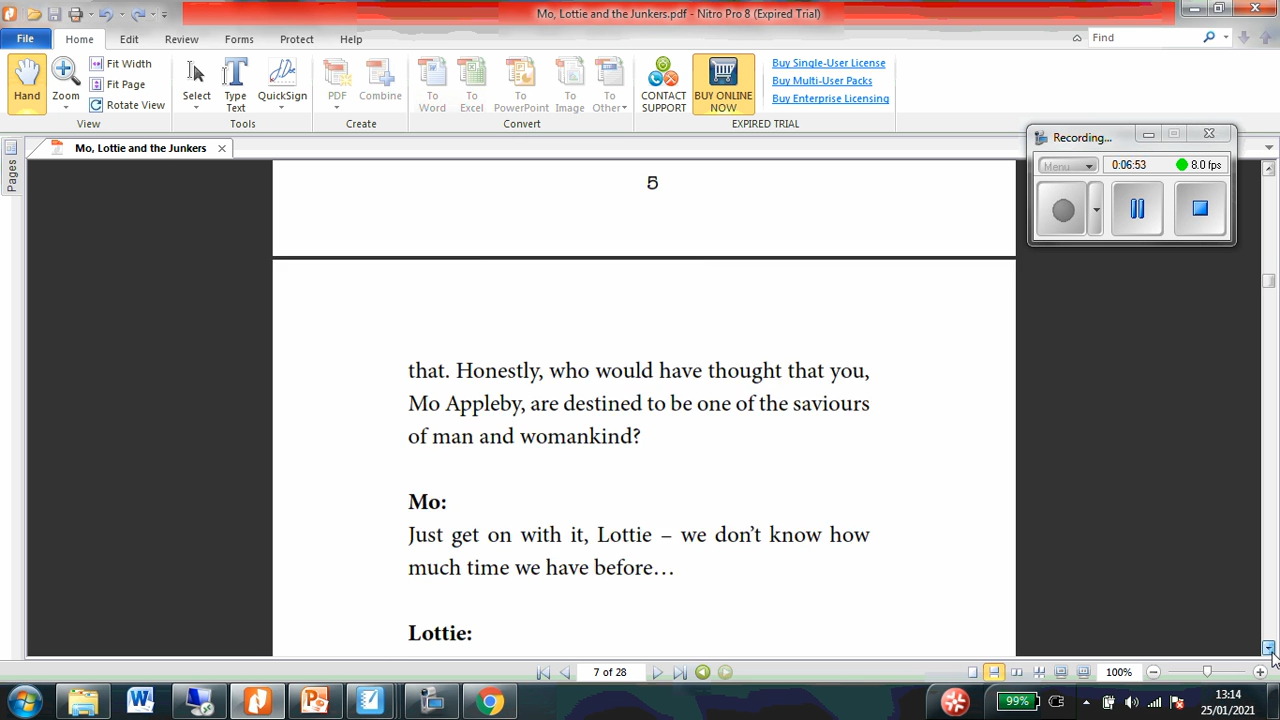 Mo, Lottie and the Junkers.pdf - Nitro Pro 8 (Expired Trial)
File Home Edit Review Forms Protect Help Find
Hand
Zoom
Fit Width
Fit Page
Rotate View
View
Select
Type Text
QuickSign
Tools
PDF
Combine
Create
To Word
To Excel
To PowerPoint
To Image
To Other
Convert
CONTACT SUPPORT
BUY ONLINE NOW
Buy Single-User License
Buy Multi-User Packs
Buy Enterprise Licensing
EXPIRED TRIAL
Mo, Lottie and the Junkers
Pages
Recording...
Menu 0:06:53 8.0 fps
5
that. Honestly, who would have thought that you,
Mo Appleby, are destined to be one of the saviours
of man and womankind?
Mo:
Just get on with it, Lottie – we don’t know how
much time we have before…
Lottie:
7 of 28 100%
99% 13:14
25/01/2021